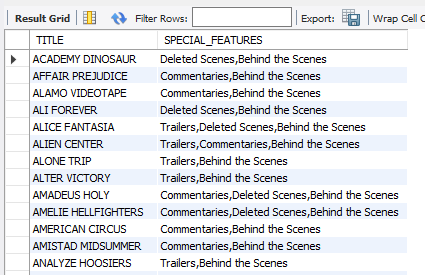 Result Grid Filter Rows: Export: Wrap Cell C
TITLE SPECIAL_FEATURES
ACADEMY DINOSAUR Deleted Scenes,Behind the Scenes
AFFAIR PREJUDICE Commentaries,Behind the Scenes
ALAMO VIDEOTAPE Commentaries,Behind the Scenes
ALI FOREVER Deleted Scenes,Behind the Scenes
ALICE FANTASIA Trailers,Deleted Scenes,Behind the Scenes
ALIEN CENTER Trailers,Commentaries,Behind the Scenes
ALONE TRIP Trailers,Behind the Scenes
ALTER VICTORY Trailers,Behind the Scenes
AMADEUS HOLY Commentaries,Deleted Scenes,Behind the Scenes
AMELIE HELLFIGHTERS Commentaries,Deleted Scenes,Behind the Scenes
AMERICAN CIRCUS Commentaries,Behind the Scenes
AMISTAD MIDSUMMER Commentaries,Behind the Scenes
ANALYZE HOOSIERS Trailers,Behind the Scenes